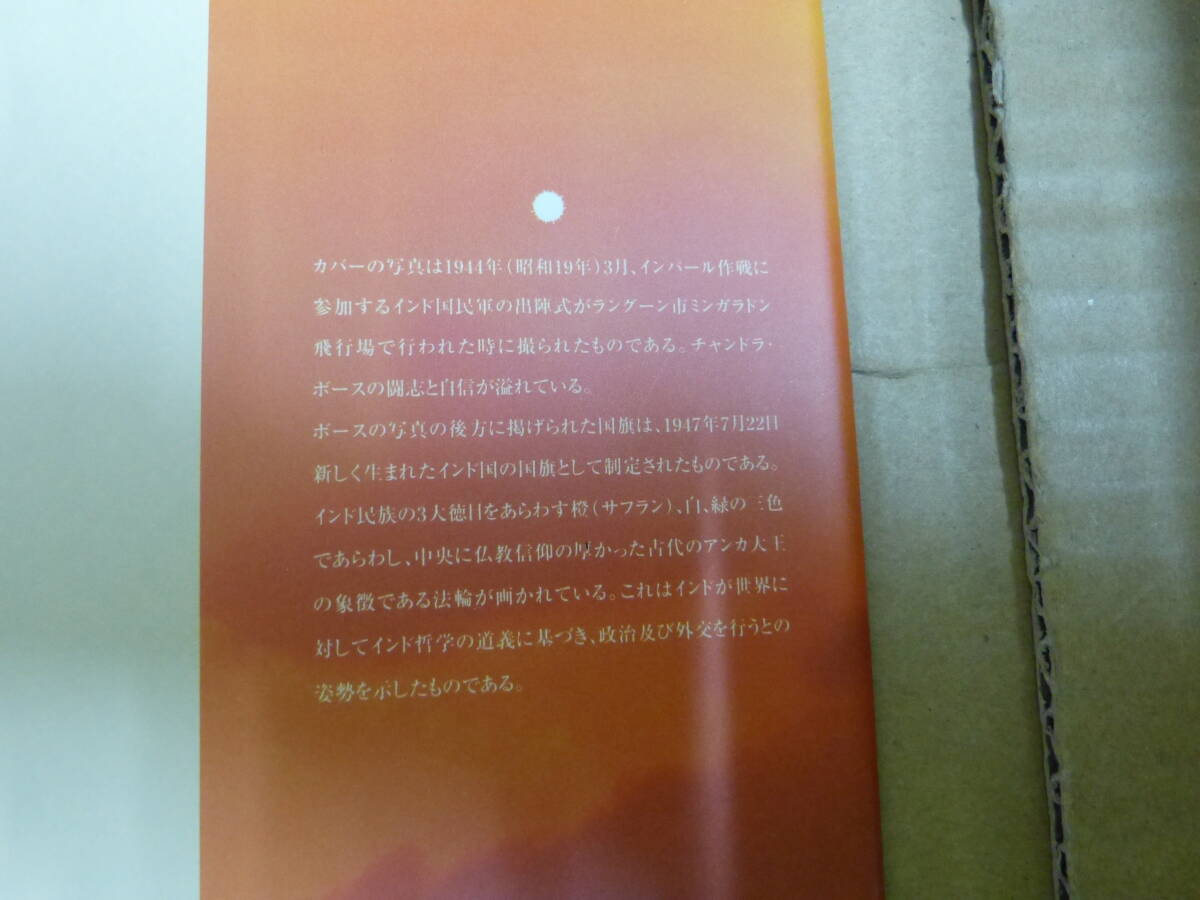 カバーの写真は1944年（昭和19年）3月、インパール作戦に
参加するインド国民軍の出陣式がラングーン市ミンガラドン
飛行場で行われた時に撮られたものである。チャンドラ・
ボースの闘志と自信が溢れている。
ボースの写真の後方に掲げられた国旗は、1947年7月22日
新しく生まれたインド国の国旗として制定されたものである。
インド民族の3大徳目をあらわす橙（サフラン）、白、緑の三色
であらわし、中央に仏教信仰の厚かった古代のアショカ大王
の象徴である法輪が画かれている。これはインドが世界に
対してインド哲学の道義に基づき、政治及び外交を行うとの
姿勢を示したものである。